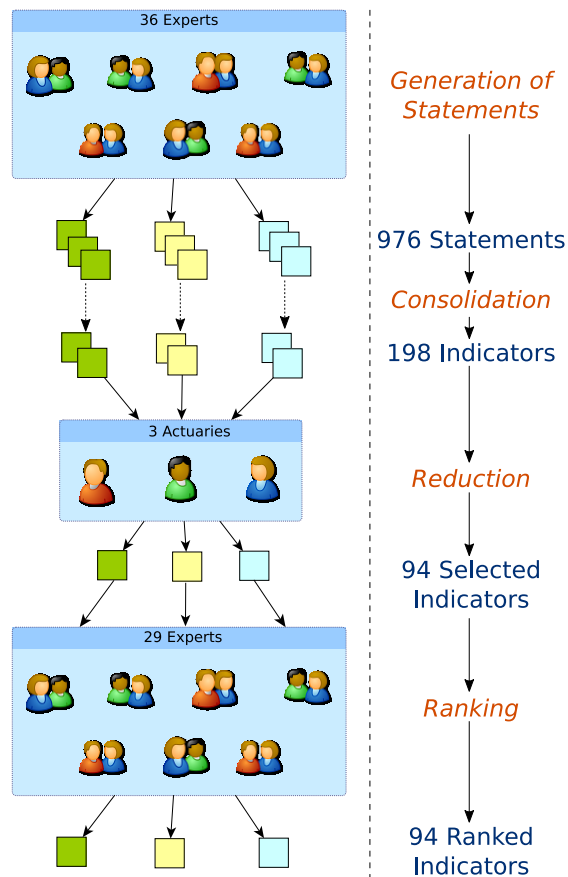 36 Experts
Generation of
Statements
976 Statements
Consolidation
198 Indicators
3 Actuaries
Reduction
94 Selected
Indicators
29 Experts
Ranking
94 Ranked
Indicators